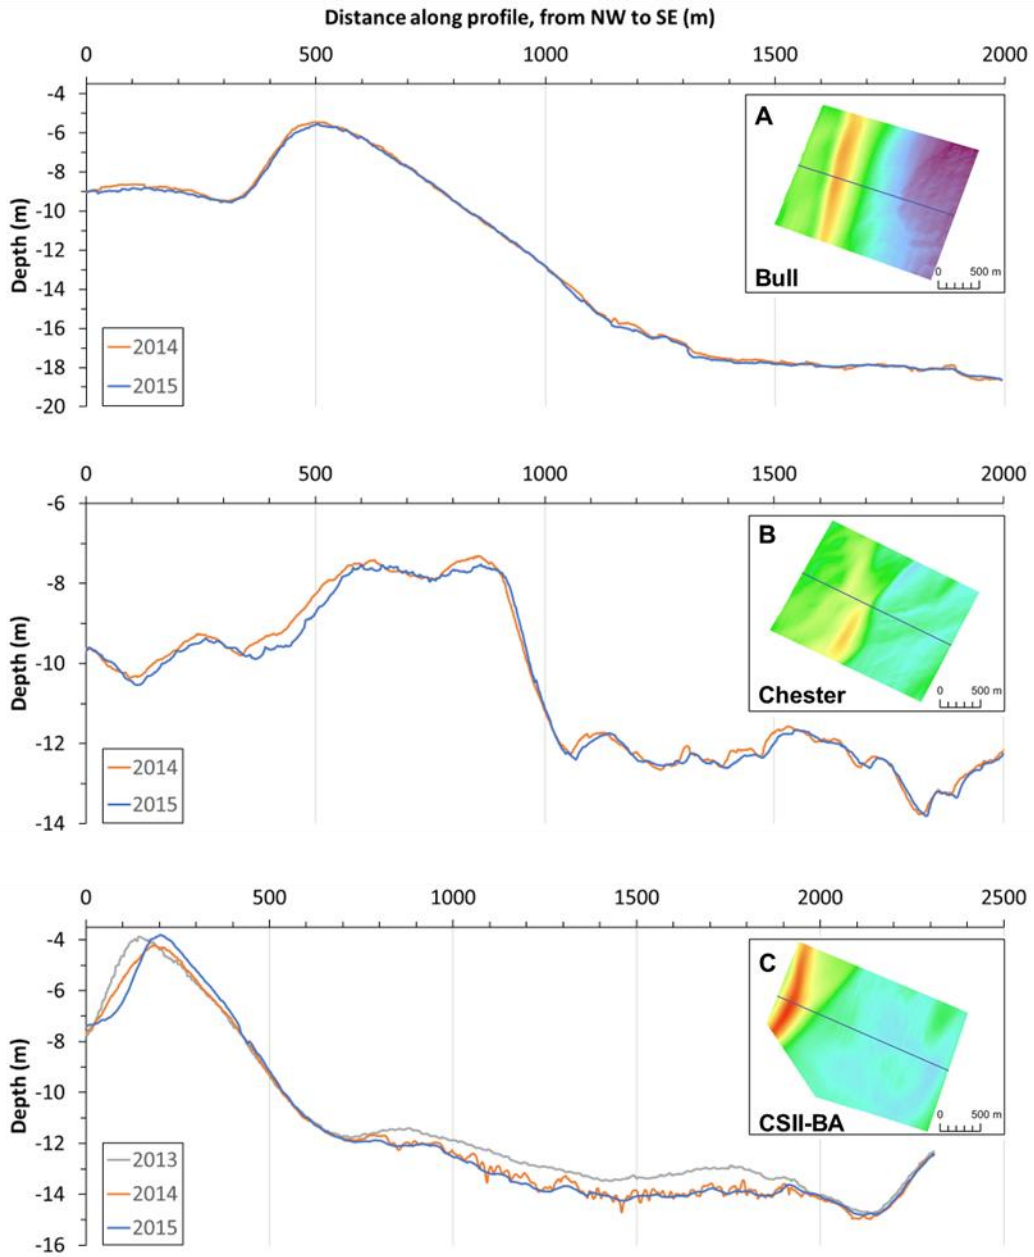 Distance along profile, from NW to SE (m)
0 500 1000 1500 2000
-4
-6
-8
-10
-12
-14
-16
-18
-20
Depth (m)
2014
2015
A
Bull
0 500 m
0 500 1000 1500 2000
-6
-8
-10
-12
-14
Depth (m)
2014
2015
B
Chester
0 500 m
0 500 1000 1500 2000 2500
-4
-6
-8
-10
-12
-14
-16
Depth (m)
2013
2014
2015
C
CSII-BA
0 500 m